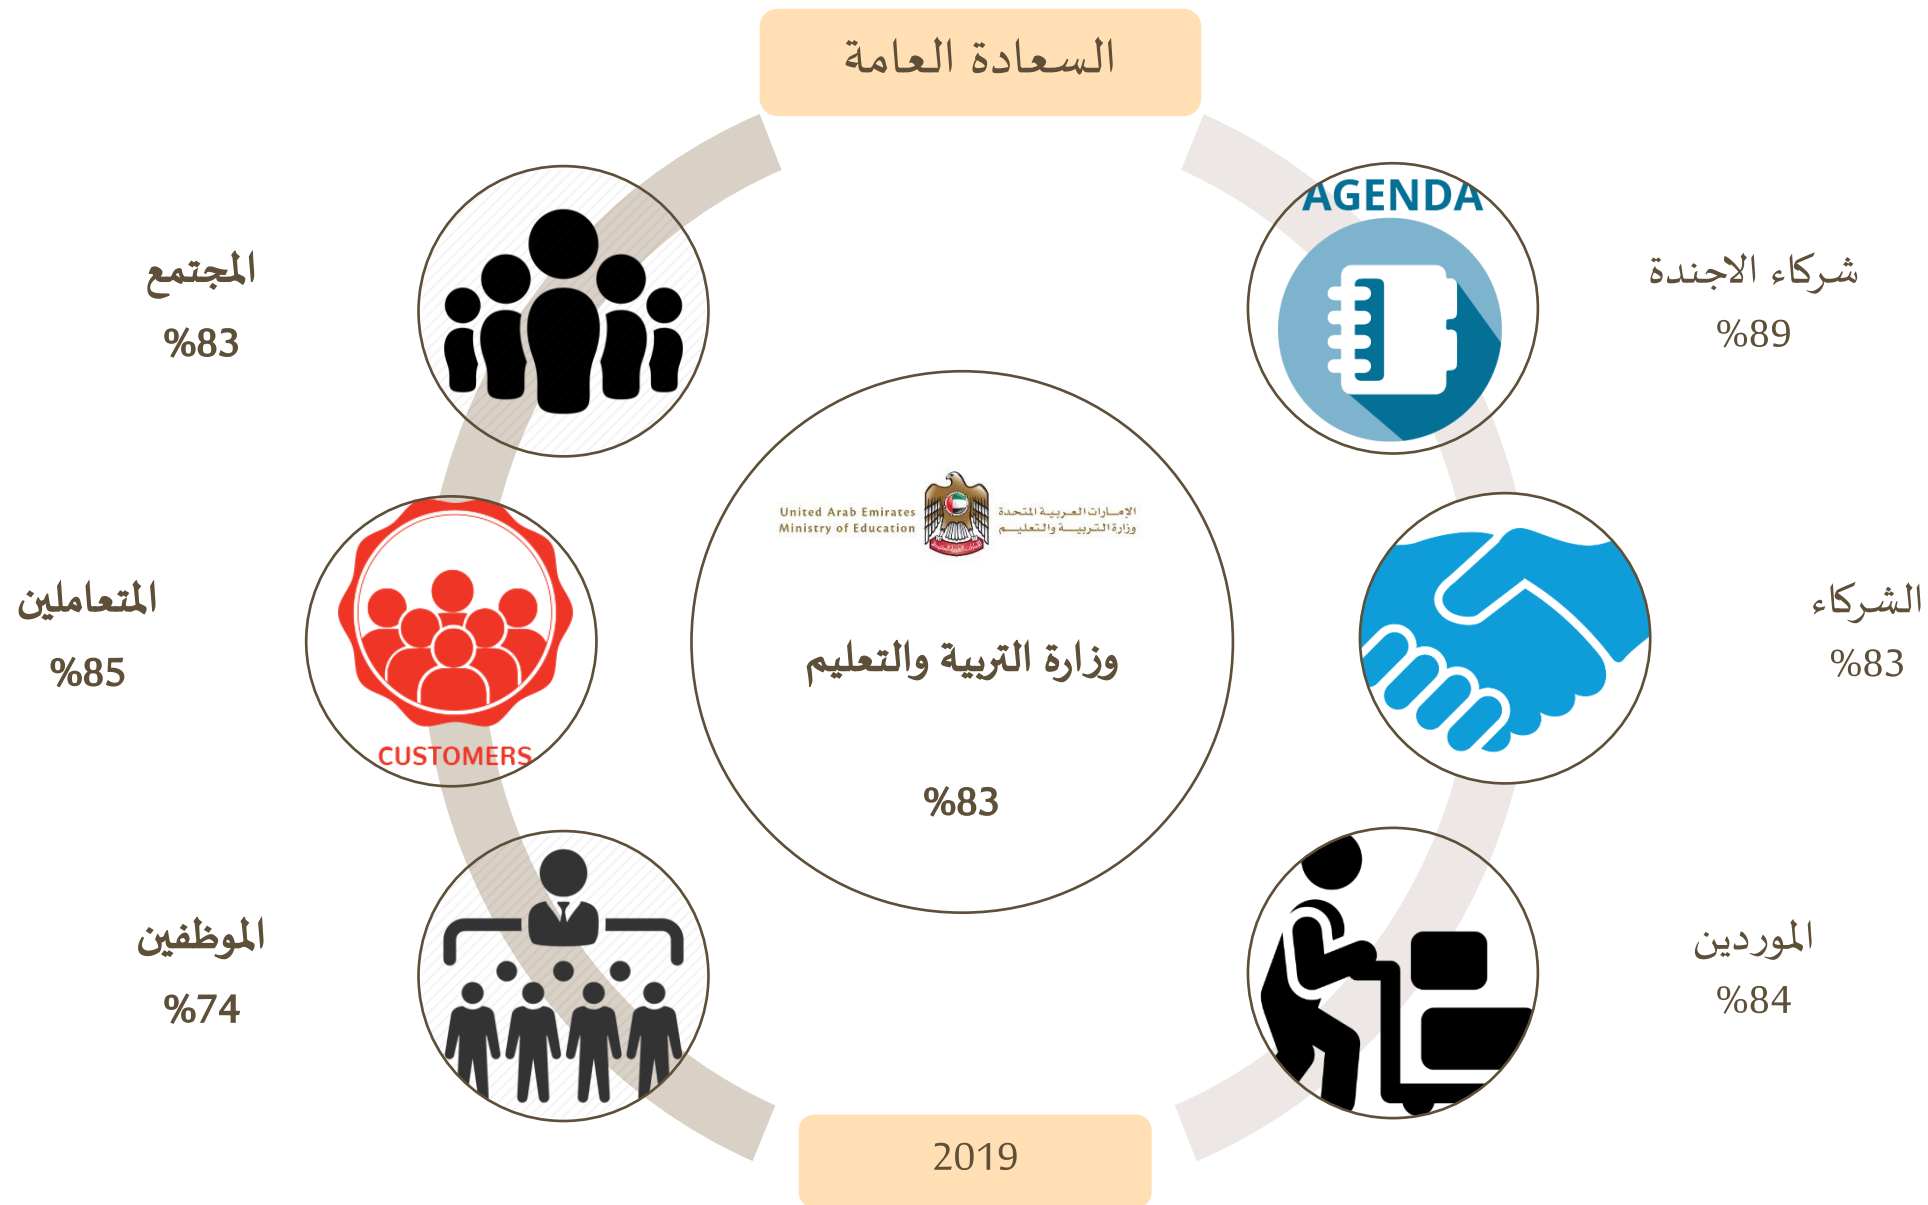 السعادة العامة
AGENDA
شركاء الاجندة
%89
الشركاء
%83
الموردين
%84
المجتمع
%83
المتعاملين
%85
CUSTOMERS
الموظفين
%74
United Arab Emirates
Ministry of Education
الإمارات العربية المتحدة
وزارة التربية والتعليم
وزارة التربية والتعليم
%83
2019